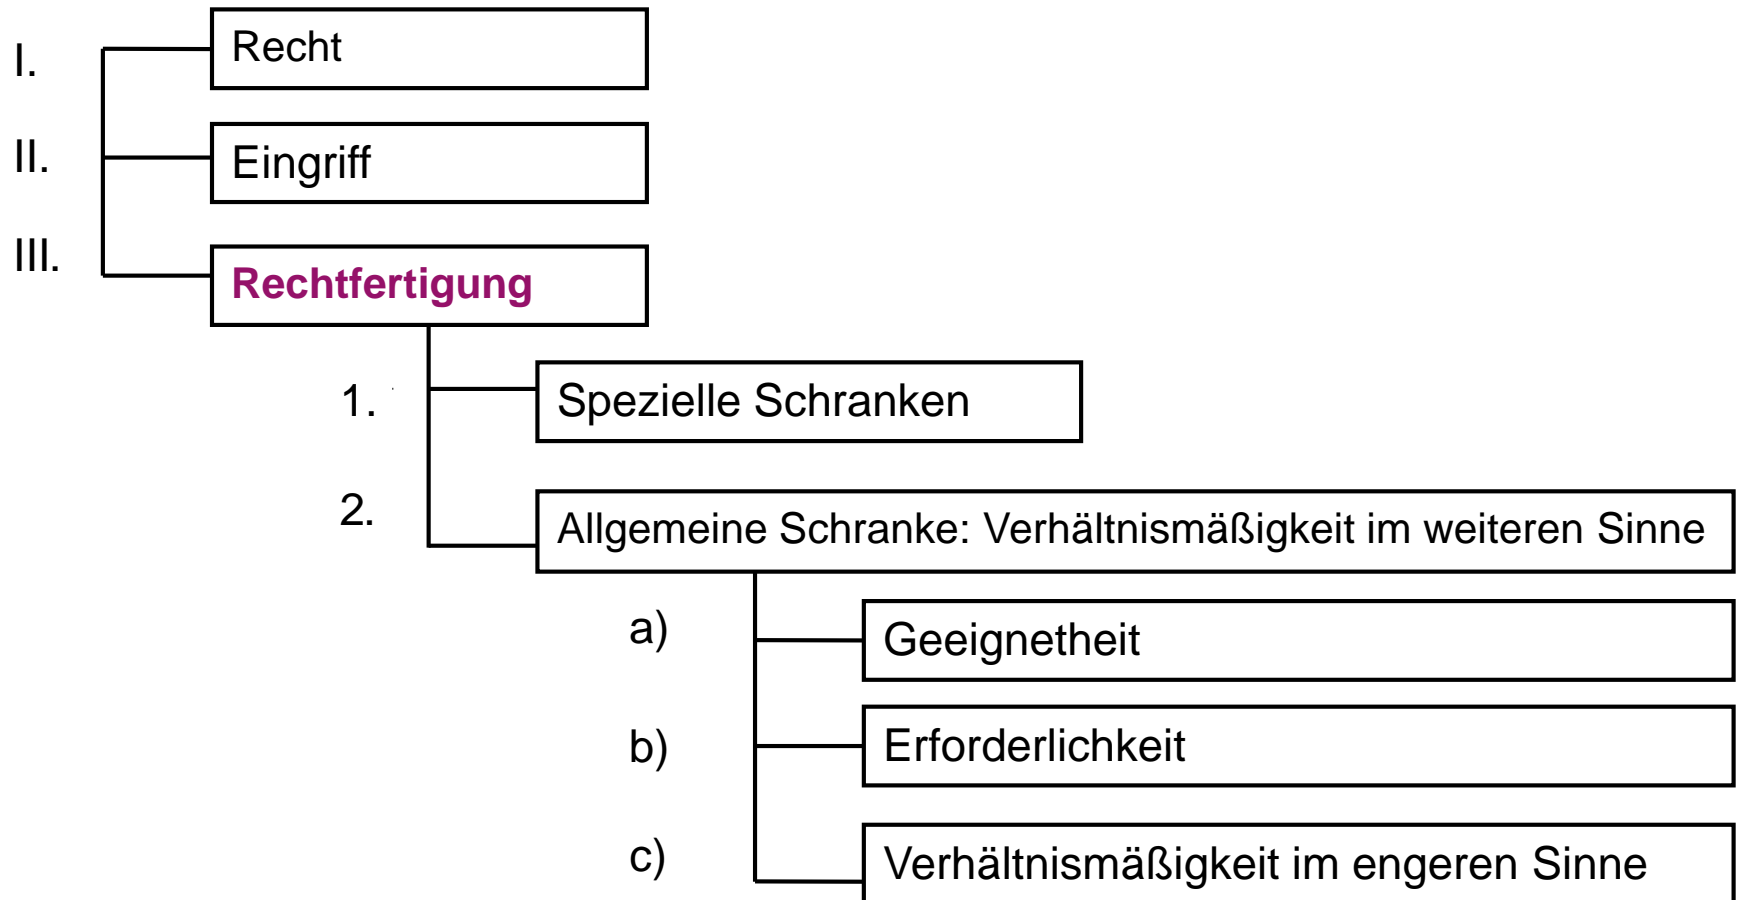 I. Recht
II. Eingriff
III. Rechtfertigung
1. Spezielle Schranken
2. Allgemeine Schranke: Verhältnismäßigkeit im weiteren Sinne
a) Geeignetheit
b) Erforderlichkeit
c) Verhältnismäßigkeit im engeren Sinne